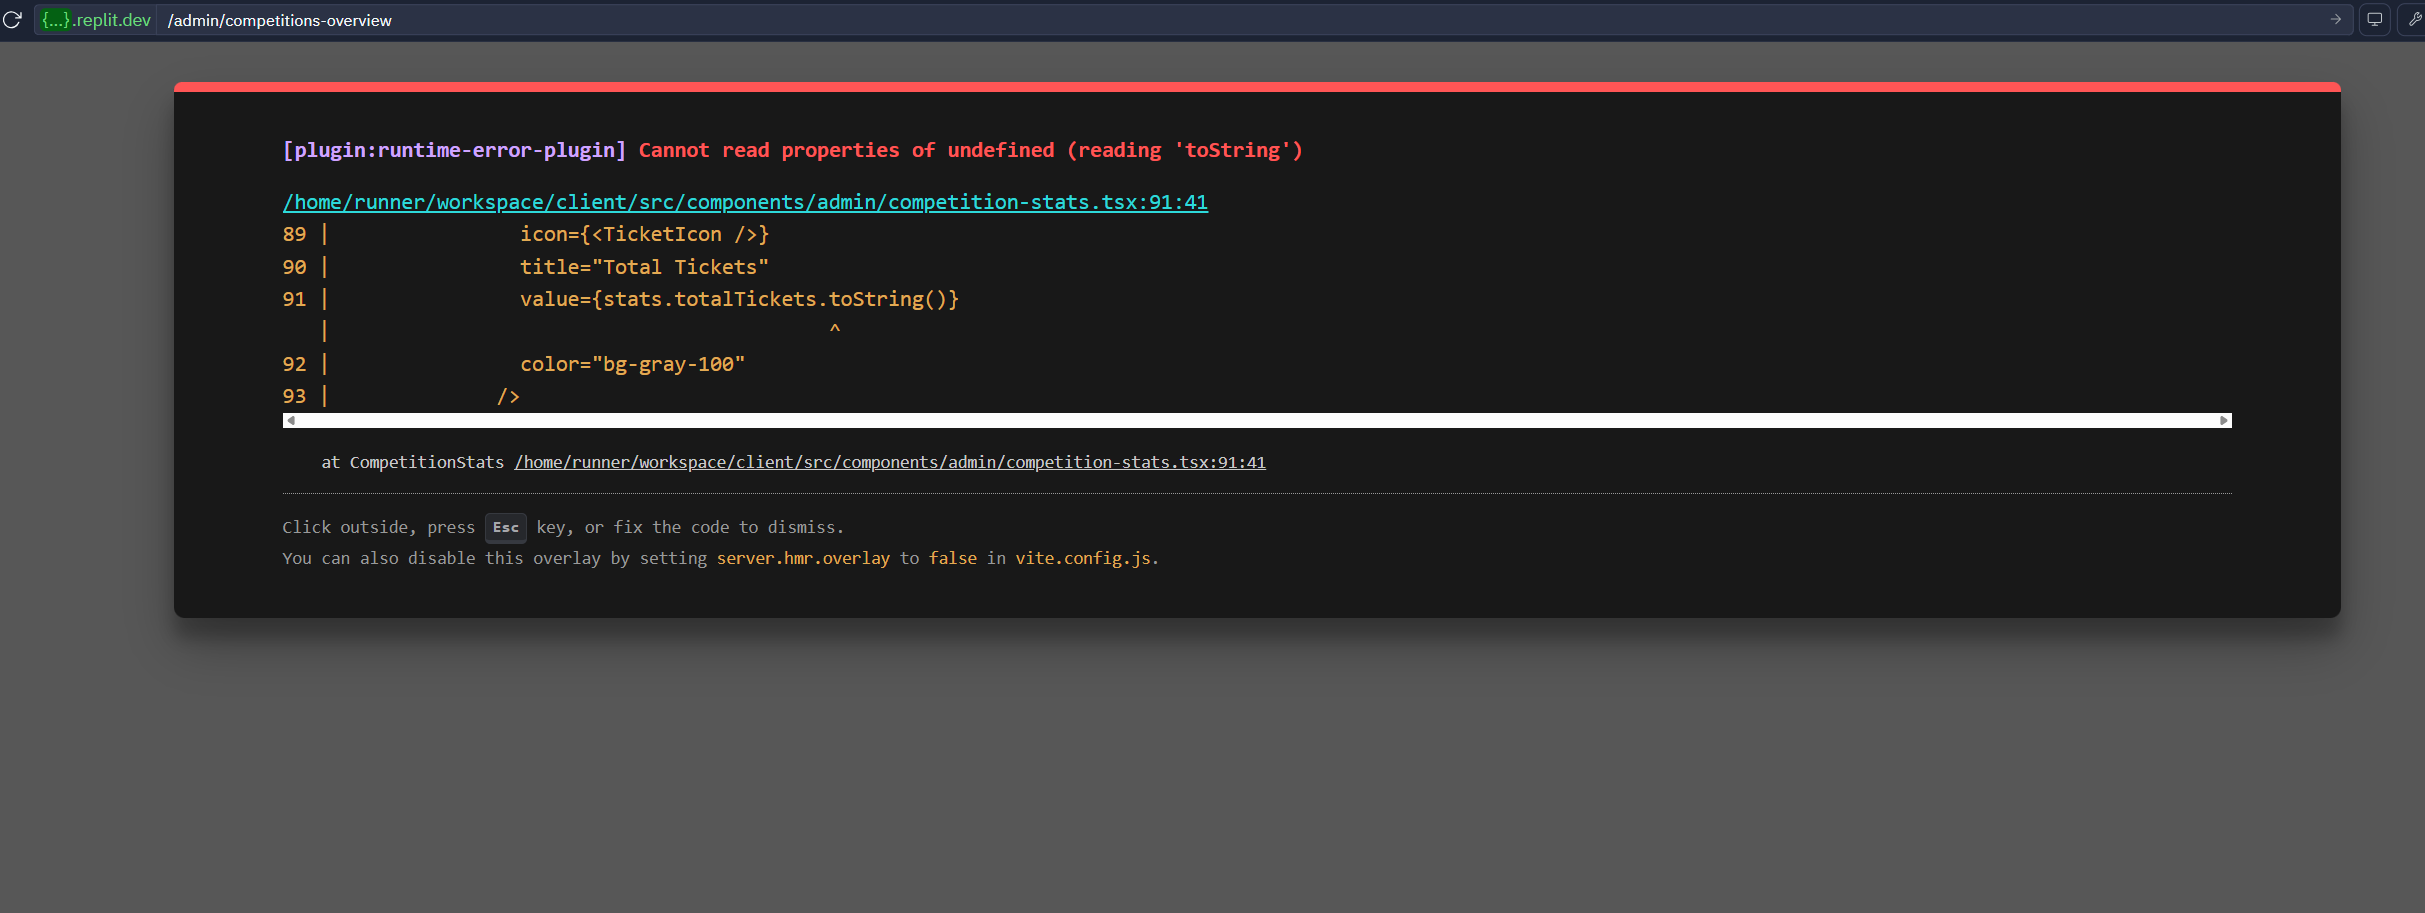 {...}.replit.dev /admin/competitions-overview
[plugin:runtime-error-plugin] Cannot read properties of undefined (reading 'toString')
/home/runner/workspace/client/src/components/admin/competition-stats.tsx:91:41
89 |                icon={<TicketIcon />}
90 |                title="Total Tickets"
91 |                value={stats.totalTickets.toString()}
   |                                          ^
92 |                color="bg-gray-100"
93 |              />
at CompetitionStats /home/runner/workspace/client/src/components/admin/competition-stats.tsx:91:41
Click outside, press Esc key, or fix the code to dismiss.
You can also disable this overlay by setting server.hmr.overlay to false in vite.config.js.